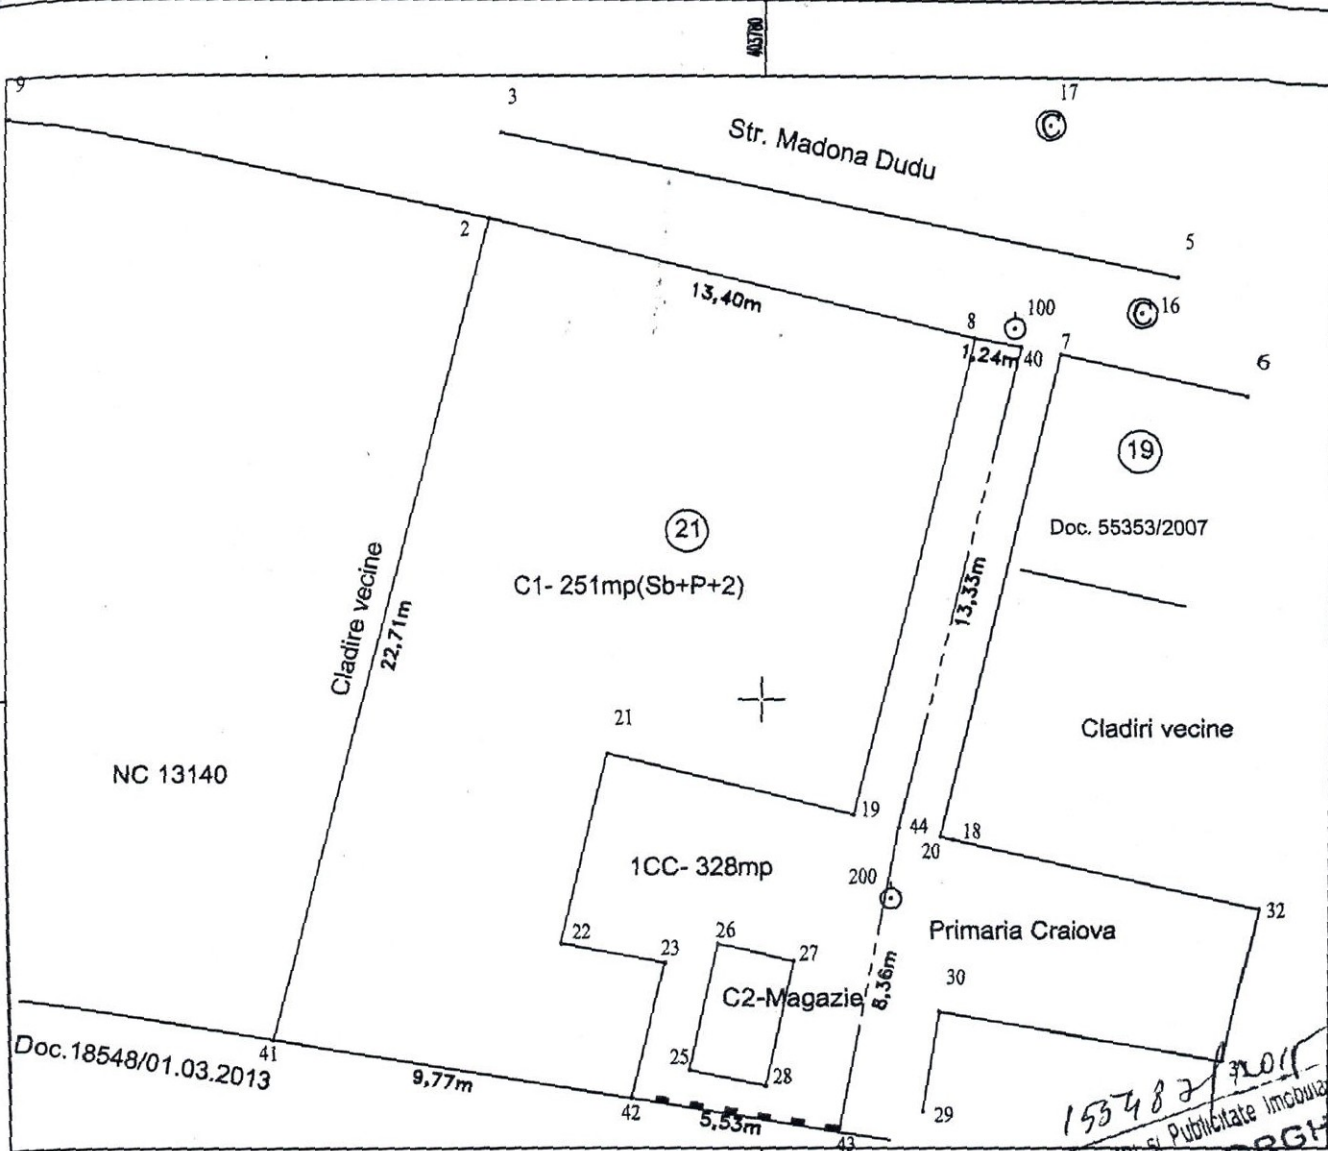 403780
9
3
17
Str. Madona Dudu
5
2
13,40m
8
100
16
1,24m
40
7
6
19
21
Doc. 55353/2007
C1- 251mp(Sb+P+2)
13,33m
Cladire vecine
22,71m
21
Cladiri vecine
NC 13140
19
44
18
20
1CC- 328mp
200
32
22
26
Primaria Craiova
23
27
30
C2-Magazie
8,36m
Doc.18548/01.03.2013
41
25
28
9,77m
42
5,53m
43
29
si Publicitate